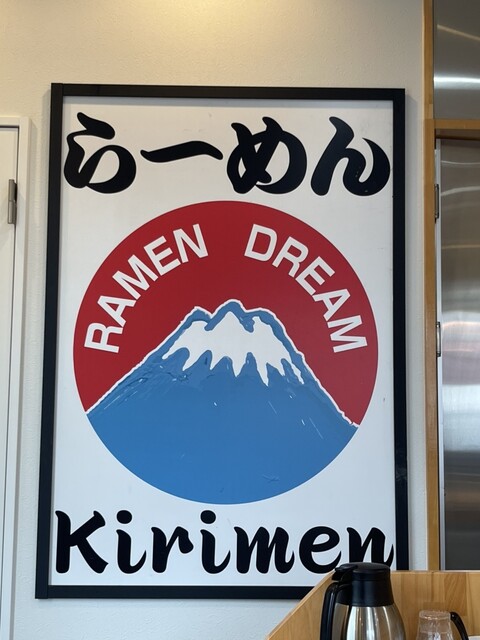 らーめん
RAMEN DREAM
Kirimen